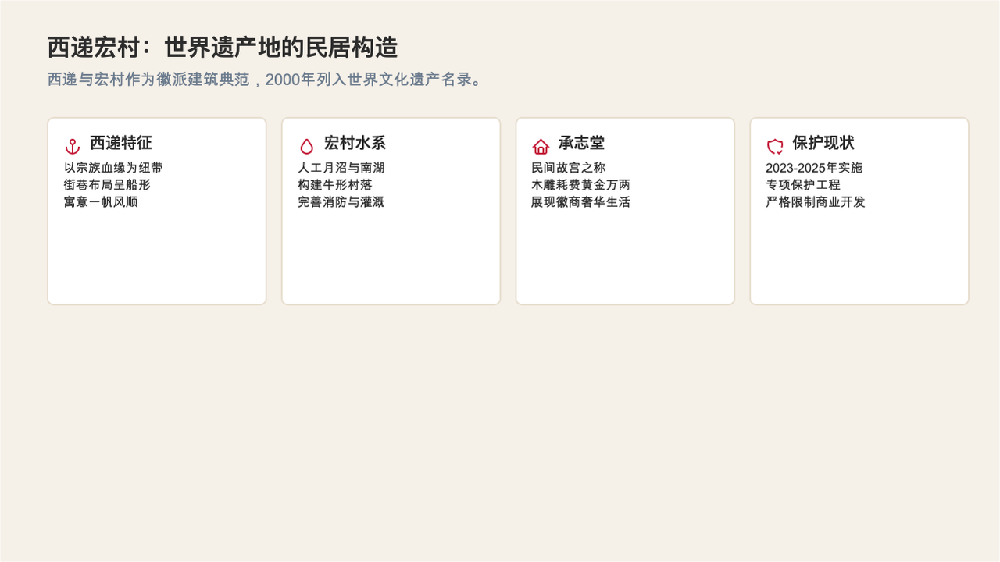 西递宏村：世界遗产地的民居构造
西递与宏村作为徽派建筑典范，2000年列入世界文化遗产名录。
西递特征
以宗族血缘为纽带
街巷布局呈船形
寓意一帆风顺
宏村水系
人工月沼与南湖
构建牛形村落
完善消防与灌溉
承志堂
民间故宫之称
木雕耗费黄金万两
展现徽商奢华生活
保护现状
2023-2025年实施
专项保护工程
严格限制商业开发